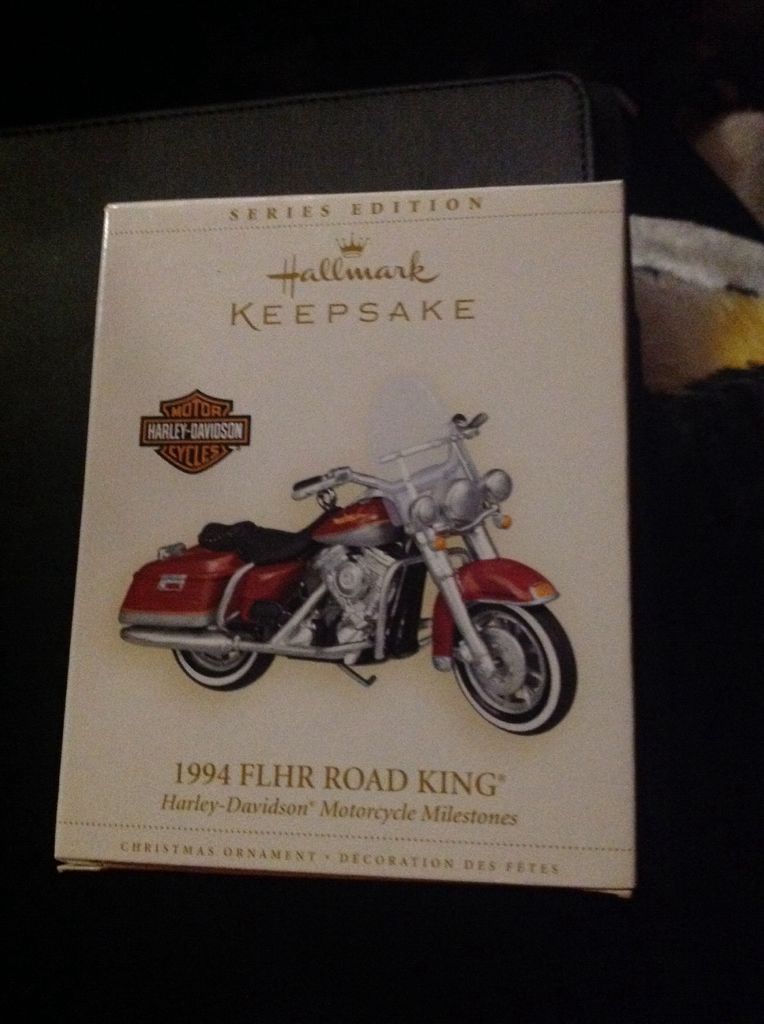 SERIES EDITION
Hallmark
KEEPSAKE
MOTOR
HARLEY-DAVIDSON
CYCLES
1994 FLHR ROAD KING®
Harley-Davidson® Motorcycle Milestones
CHRISTMAS ORNAMENT • DÉCORATION DES FÊTES